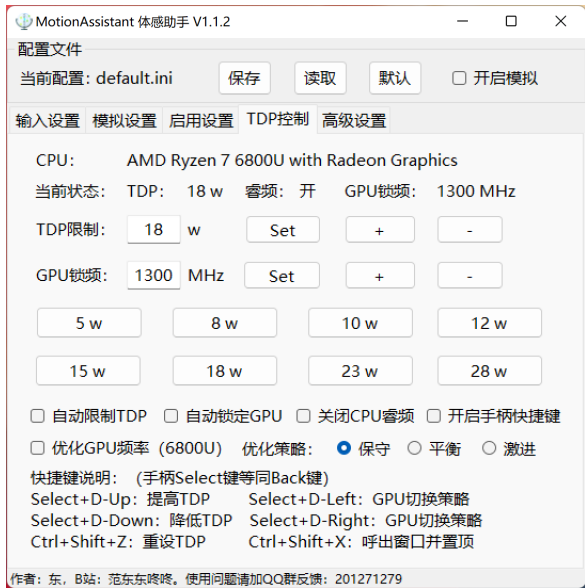 MotionAssistant 体感助手 V1.1.2
配置文件
当前配置: default.ini 保存 读取 默认 开启模拟
输入设置 模拟设置 启用设置 TDP控制 高级设置
CPU: AMD Ryzen 7 6800U with Radeon Graphics
当前状态: TDP: 18 w 睿频: 开 GPU锁频: 1300 MHz
TDP限制: 18 w Set + -
GPU锁频: 1300 MHz Set + -
5 w 8 w 10 w 12 w
15 w 18 w 23 w 28 w
自动限制TDP 自动锁定GPU 关闭CPU睿频 开启手柄快捷键
优化GPU频率 (6800U) 优化策略: 保守 平衡 激进
快捷键说明: (手柄Select键等同Back键)
Select+D-Up: 提高TDP Select+D-Left: GPU切换策略
Select+D-Down: 降低TDP Select+D-Right: GPU切换策略
Ctrl+Shift+Z: 重设TDP Ctrl+Shift+X: 呼出窗口并置顶
作者: 东, B站: 范东东咚咚。使用问题请加QQ群反馈: 201271279